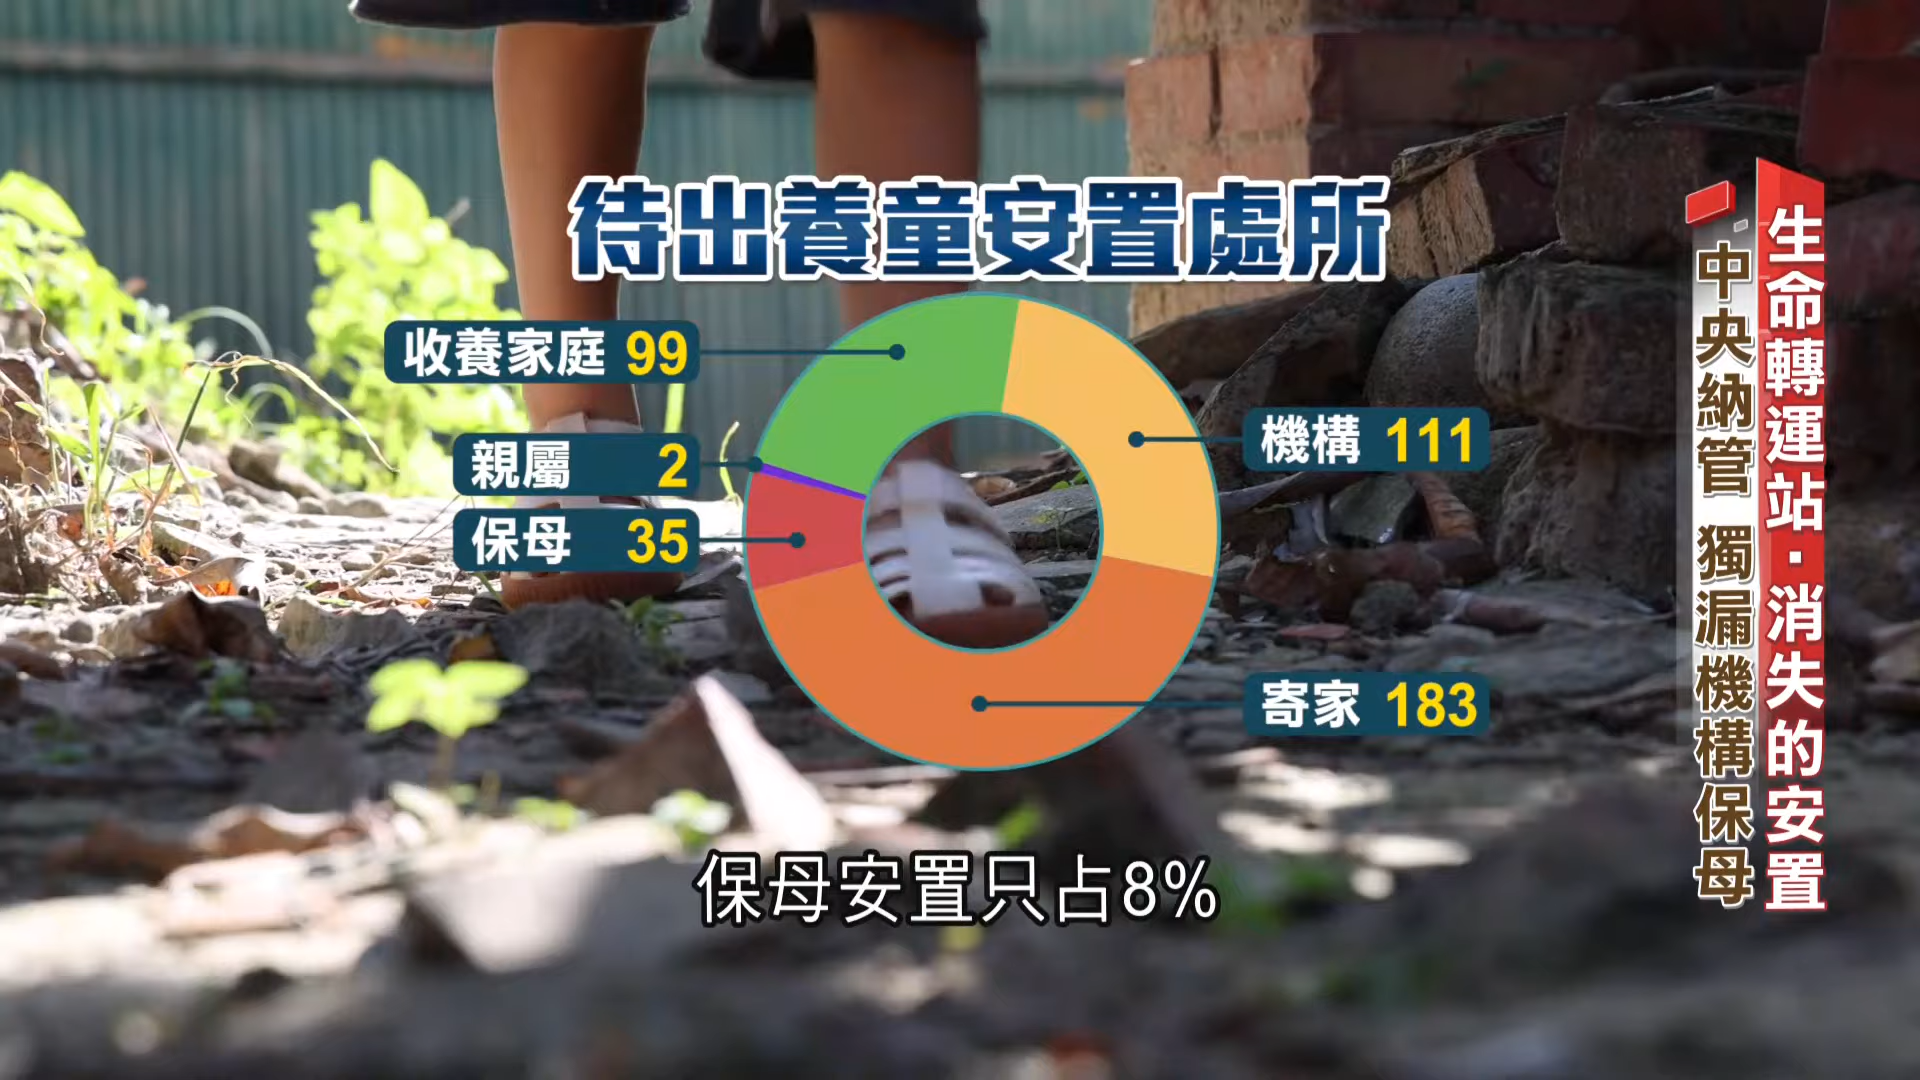 待出養童安置處所
收養家庭 99
親屬 2
保母 35
機構 111
寄家 183
保母安置只占8%
生命轉運站·消失的安置
中央納管 獨漏機構保母